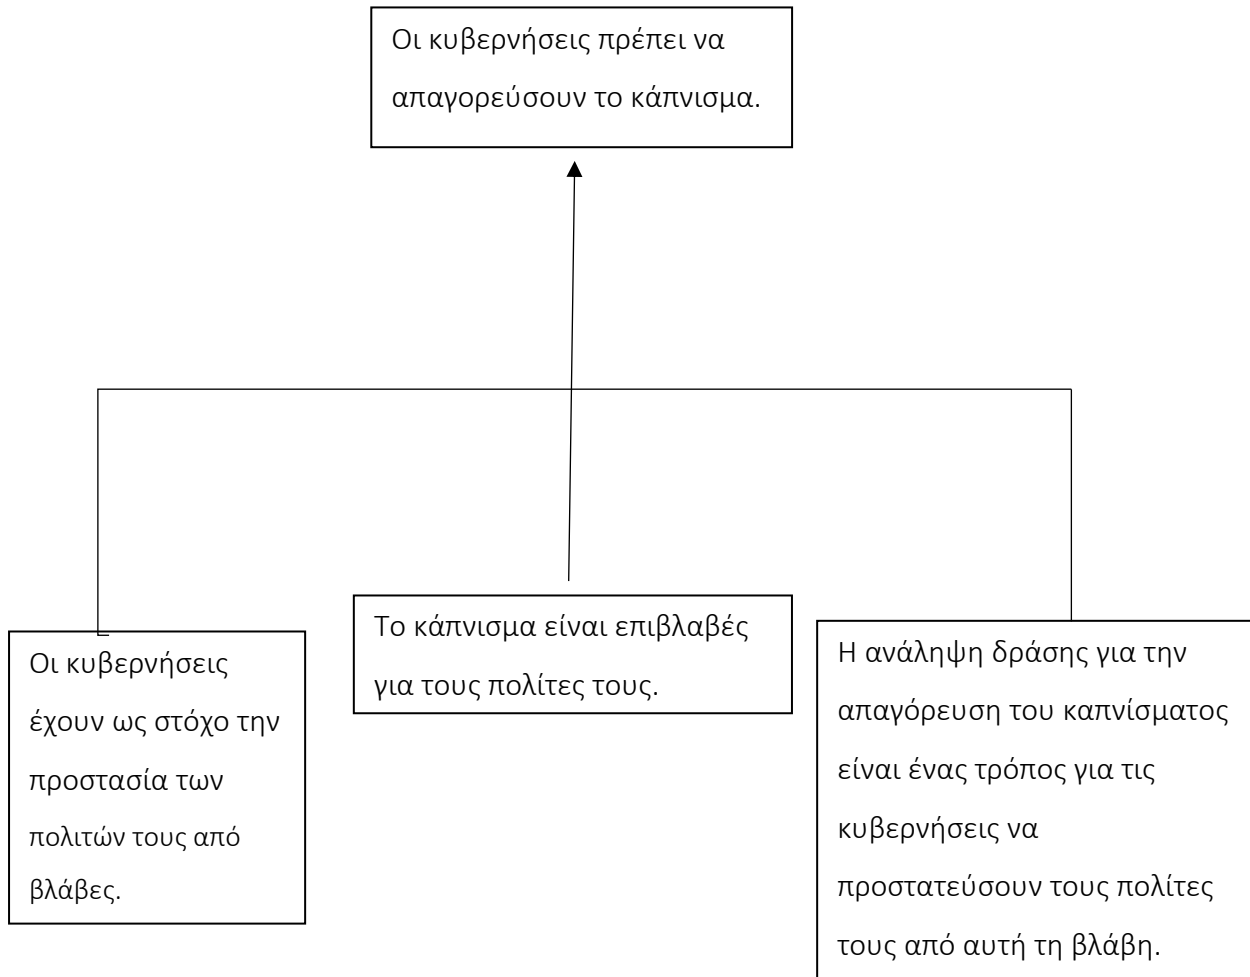 Οι κυβερνήσεις πρέπει να
απαγορεύσουν το κάπνισμα.
Οι κυβερνήσεις
έχουν ως στόχο την
προστασία των
πολιτών τους από
βλάβες.
Το κάπνισμα είναι επιβλαβές
για τους πολίτες τους.
Η ανάληψη δράσης για την
απαγόρευση του καπνίσματος
είναι ένας τρόπος για τις
κυβερνήσεις να
προστατεύσουν τους πολίτες
τους από αυτή τη βλάβη.